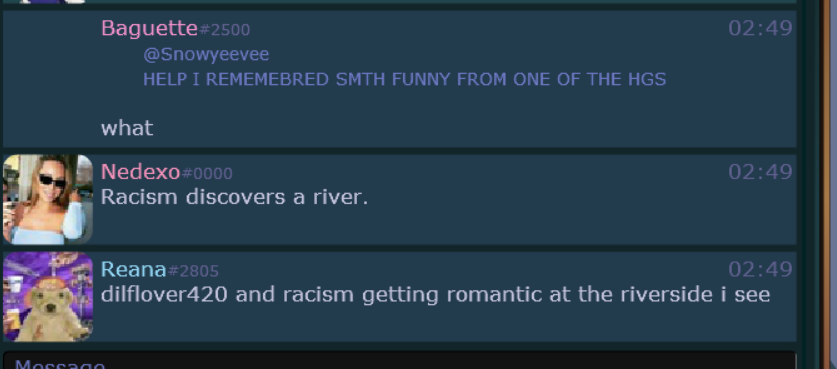 Baguette#2500 02:49
@Snowyeevee
HELP I REMEMEBRED SMTH FUNNY FROM ONE OF THE HGS
what
Nedexo#0000 02:49
Racism discovers a river.
Reana#2805 02:49
dilflover420 and racism getting romantic at the riverside i see
Message